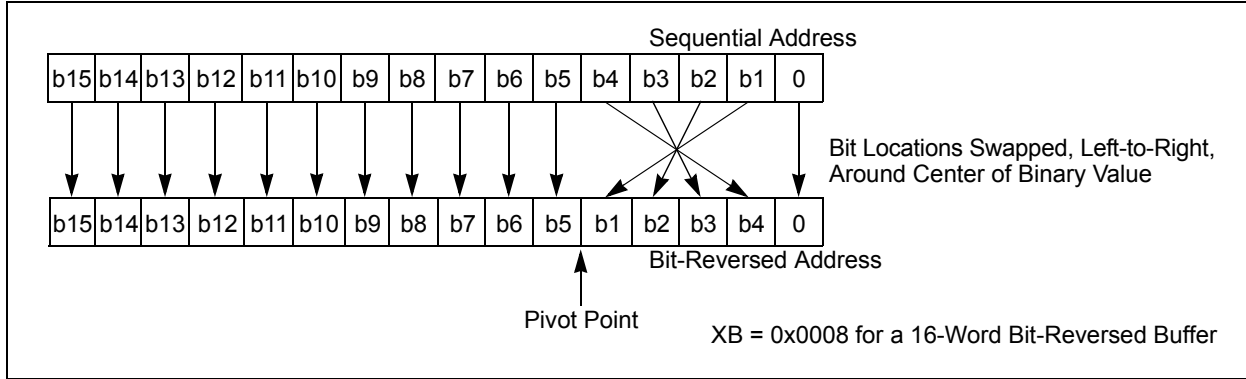 Sequential Address
b15 b14 b13 b12 b11 b10 b9 b8 b7 b6 b5 b4 b3 b2 b1 0
Bit Locations Swapped, Left-to-Right,
Around Center of Binary Value
b15 b14 b13 b12 b11 b10 b9 b8 b7 b6 b5 b1 b2 b3 b4 0
Bit-Reversed Address
Pivot Point
XB = 0x0008 for a 16-Word Bit-Reversed Buffer